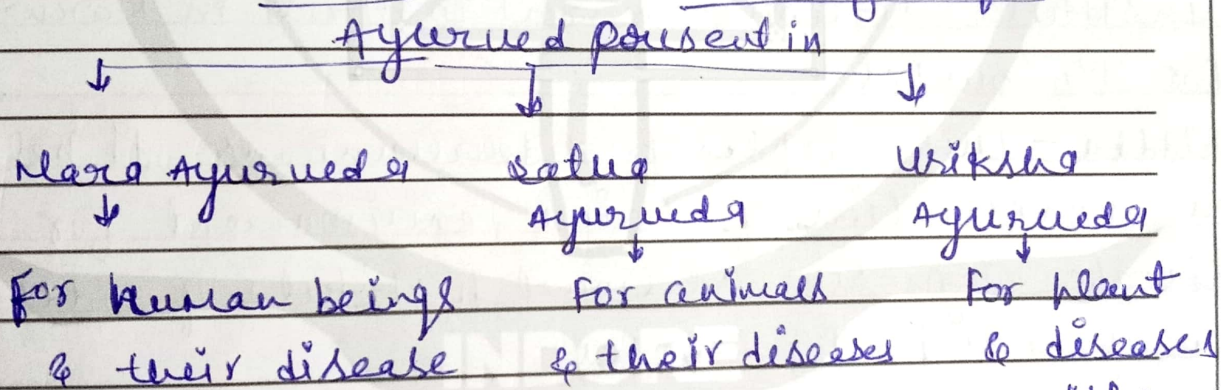 Ayurved present in
Nara Ayurveda Satva Vriksha
Ayurveda Ayurveda
For human beings For animals For plant
& their disease & their diseases & diseases